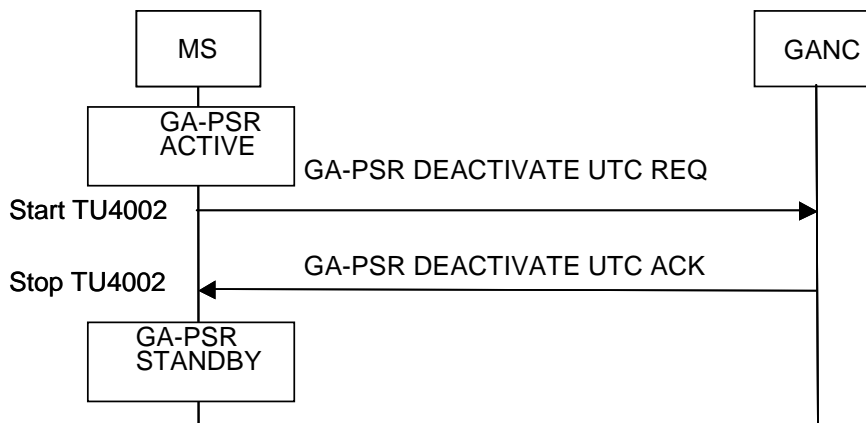 MS
GANC
GA-PSR
ACTIVE
GA-PSR DEACTIVATE UTC REQ
Start TU4002
GA-PSR DEACTIVATE UTC ACK
Stop TU4002
GA-PSR
STANDBY